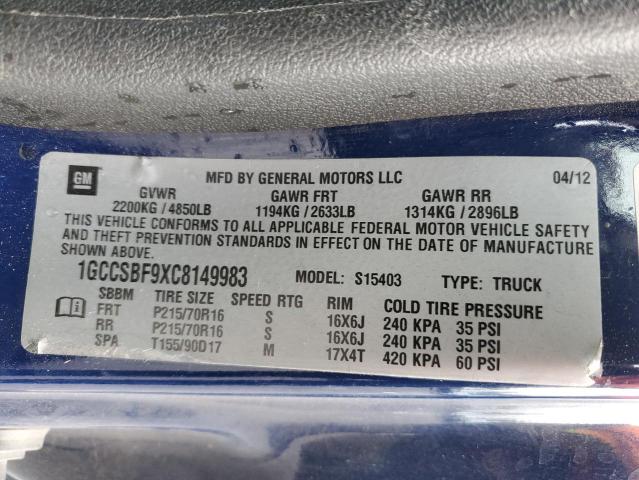 GM MFD BY GENERAL MOTORS LLC 04/12
GVWR GAWR FRT GAWR RR
2200KG / 4850LB 1194KG / 2633LB 1314KG / 2896LB
THIS VEHICLE CONFORMS TO ALL APPLICABLE FEDERAL MOTOR VEHICLE SAFETY
AND THEFT PREVENTION STANDARDS IN EFFECT ON THE DATE OF MANUFACTURE
SHOWN ABOVE.
1GCCSBF9XC8149983 MODEL: S15403 TYPE: TRUCK
SBBM TIRE SIZE SPEED RTG RIM COLD TIRE PRESSURE
FRT P215/70R16 S 16X6J 240 KPA 35 PSI
RR P215/70R16 S 16X6J 240 KPA 35 PSI
SPA T155/90D17 M 17X4T 420 KPA 60 PSI